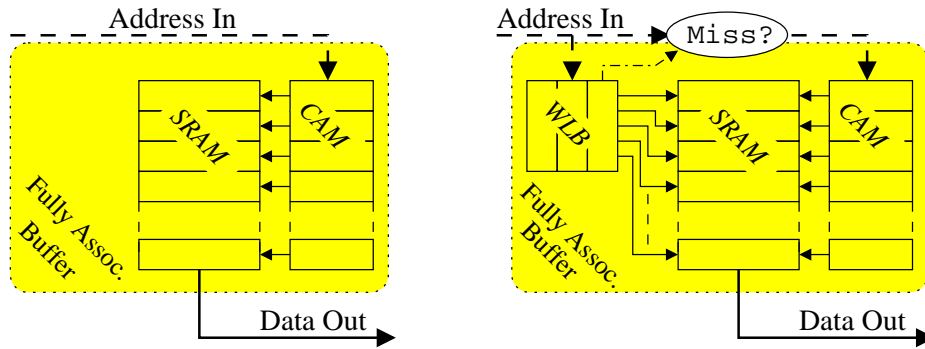 Address In
SRAM
CAM
Fully Assoc.
Buffer
Data Out
Address In
Miss?
WLB
SRAM
CAM
Fully Assoc.
Buffer
Data Out